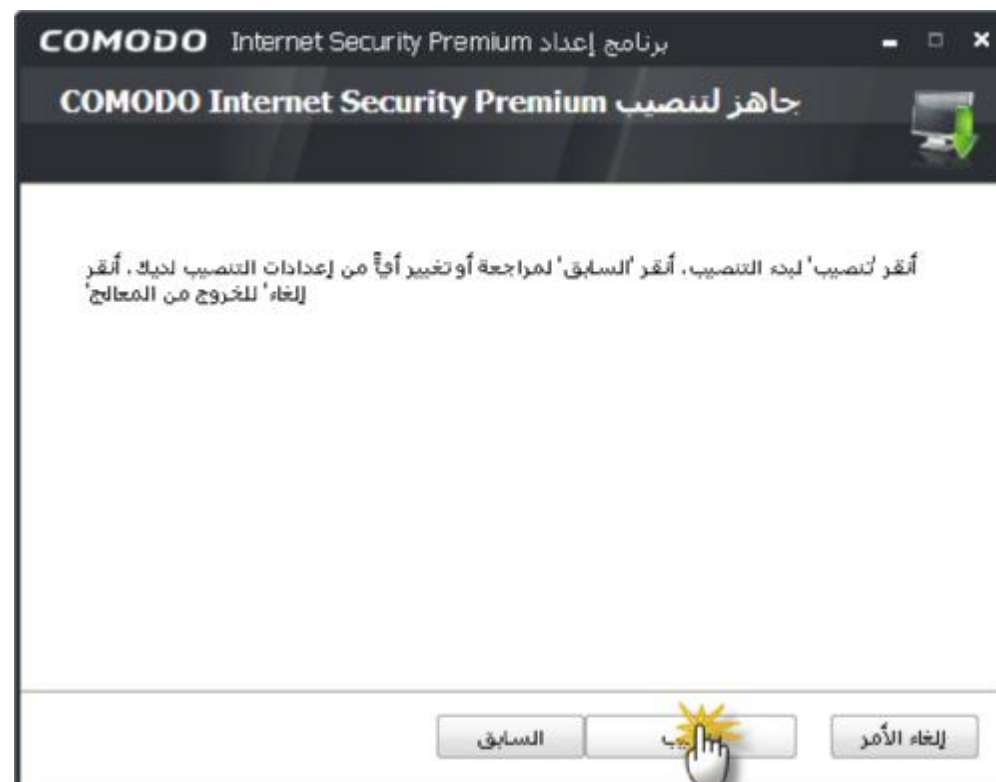 COMODO Internet Security Premium برنامج إعداد
COMODO Internet Security Premium جاهز لتنصيب
أنقر 'تنصيب' لبدء التنصيب. أنقر 'السابق' لمراجعة أو تغيير أيٍّ من إعدادات التنصيب لديك. أنقر
إلغاء' للخروج من المعالج'
السابق
إلغاء الأمر